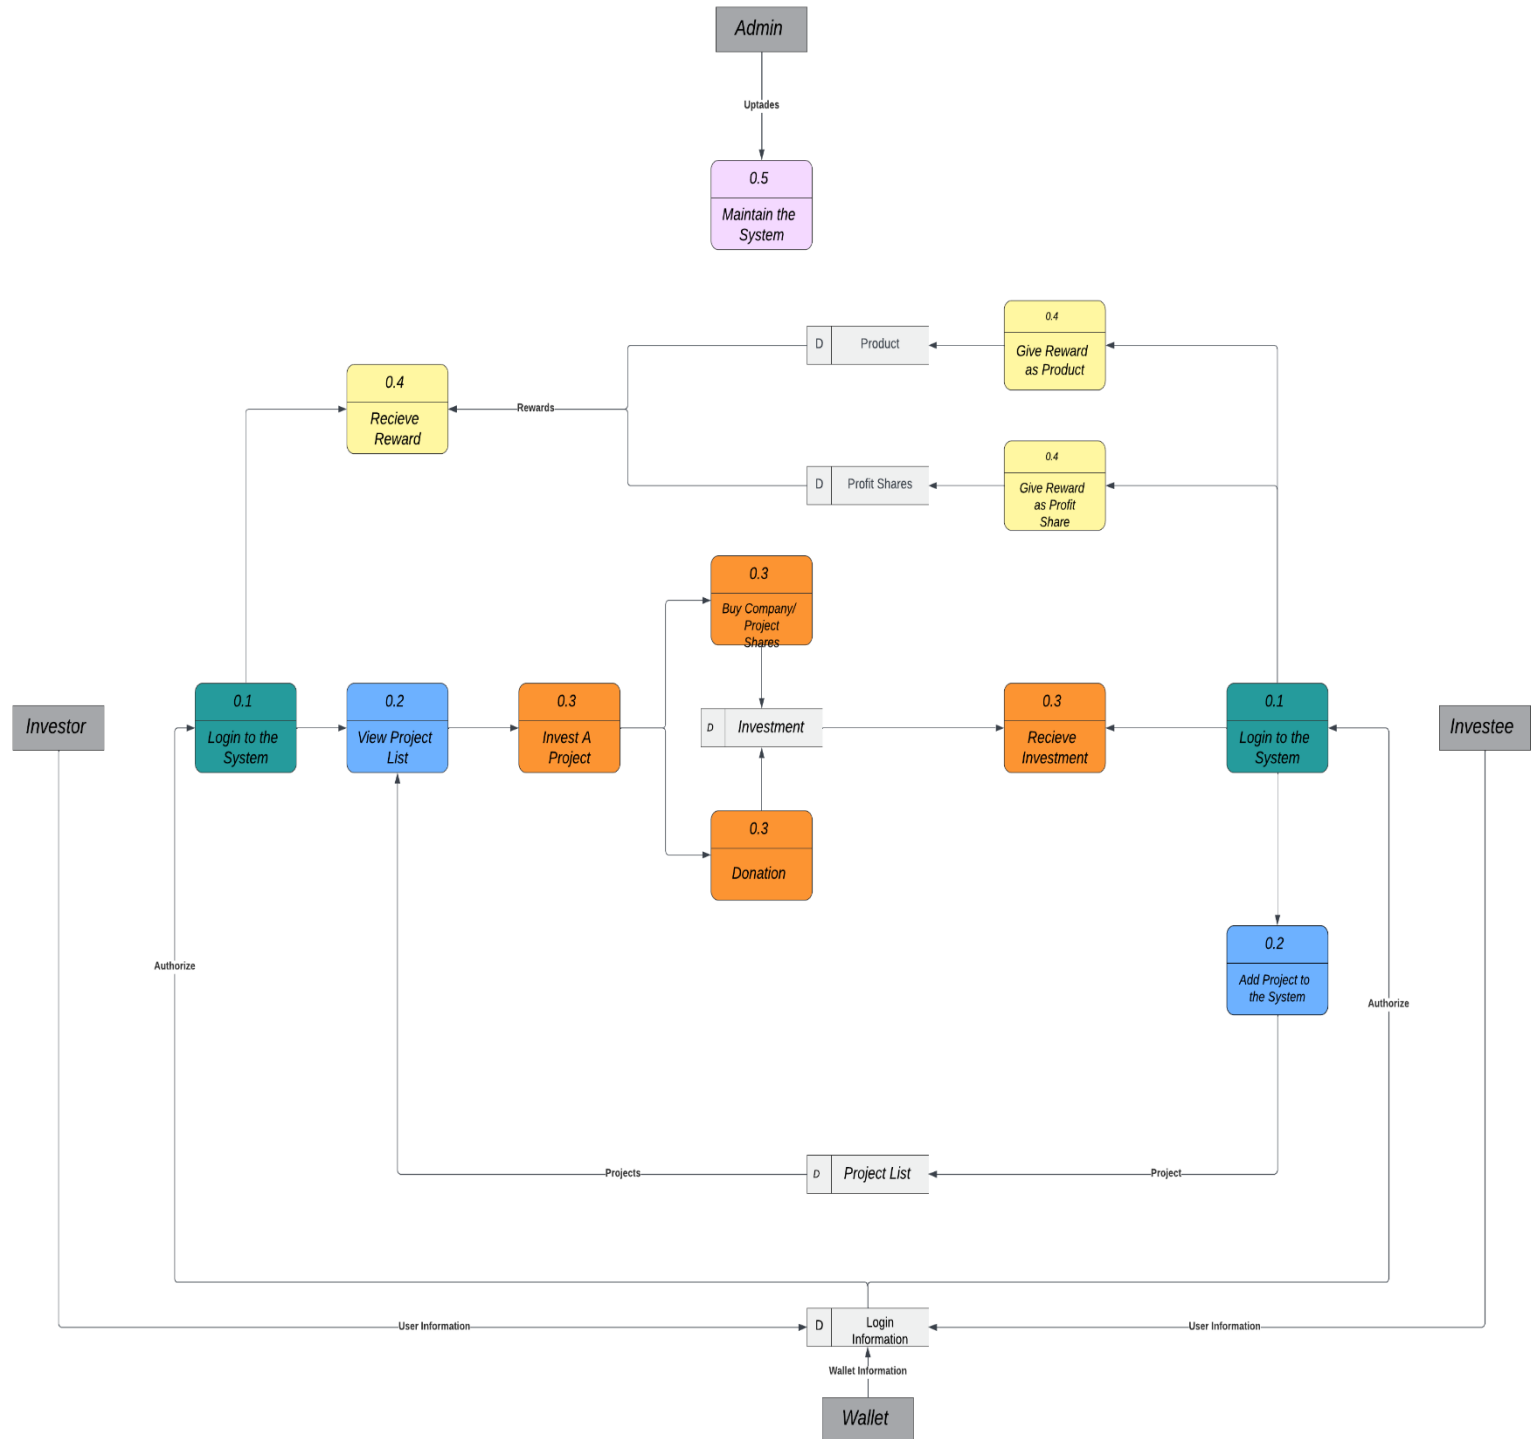 Admin
Uptades
0.5
Maintain the
System
0.4
Give Reward
as Product
D
Product
0.4
Recieve
Reward
Rewards
0.4
Give Reward
as Profit
Share
D
Profit Shares
0.3
Buy Company/
Project
Shares
Investor
0.1
Login to the
System
0.2
View Project
List
0.3
Invest A
Project
D
Investment
0.3
Recieve
Investment
0.1
Login to the
System
Investee
0.3
Donation
0.2
Add Project to
the System
Authorize
Authorize
Projects
D
Project List
Project
User Information
D
Login
Information
User Information
Wallet Information
Wallet